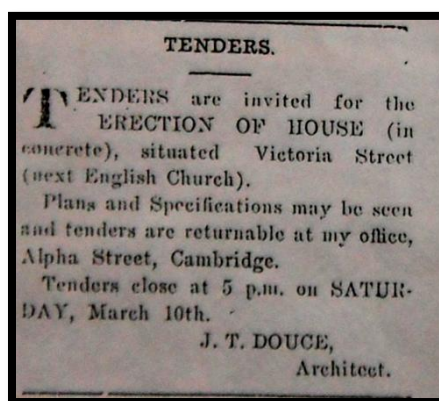 TENDERS.
TENDERS are invited for the
ERECTION OF HOUSE (in
concrete), situated Victoria Street
(next English Church).
Plans and Specifications may be seen
and tenders are returnable at my office,
Alpha Street, Cambridge.
Tenders close at 5 p.m. on SATUR-
DAY, March 10th.
J. T. DOUCE,
Architect.